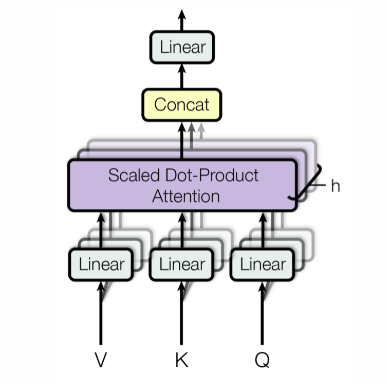 Linear
Concat
Scaled Dot-Product
Attention
h
Linear Linear Linear
V K Q